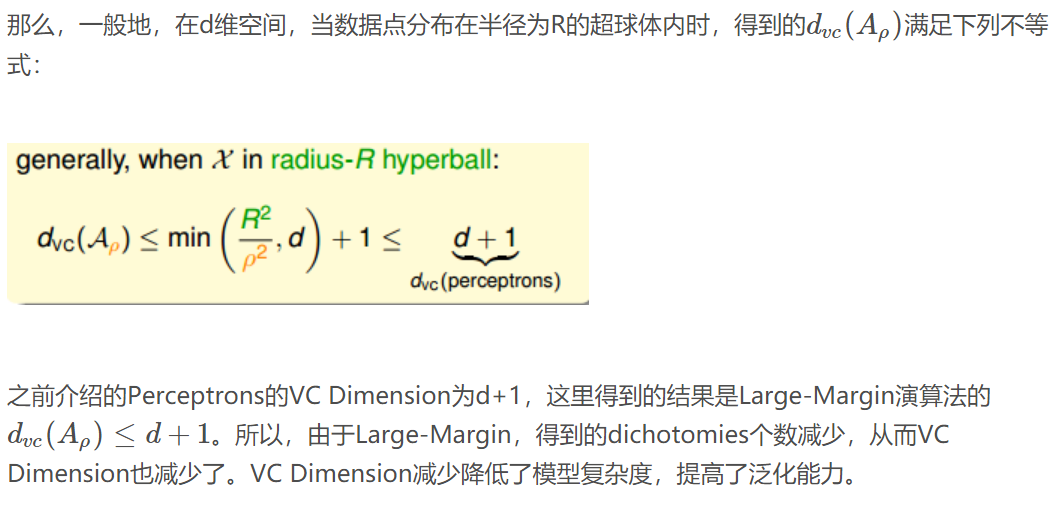 那么，一般地，在d维空间，当数据点分布在半径为R的超球体内时，得到的$d_{vc}(A_\rho)$满足下列不等
式：
generally, when $\mathcal{X}$ in radius-R hyperball:
$d_{vc}(\mathcal{A}_\rho) \leq \min\left(\frac{R^2}{\rho^2}, d\right) + 1 \leq \underbrace{d + 1}_{d_{vc}(\text{perceptrons})}$
之前介绍的Perceptrons的VC Dimension为d+1，这里得到的结果是Large-Margin演算法的
$d_{vc}(A_\rho) \leq d + 1$。所以，由于Large-Margin，得到的dichotomies个数减少，从而VC
Dimension也减少了。VC Dimension减少降低了模型复杂度，提高了泛化能力。